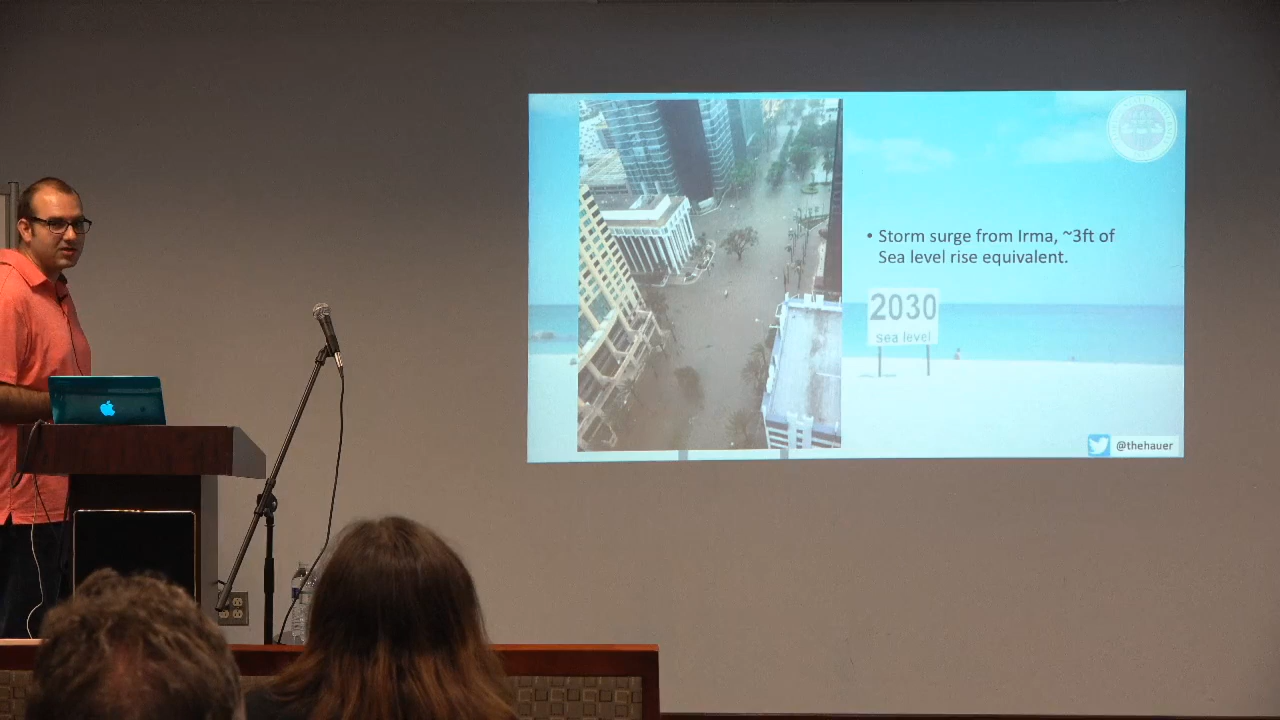 • Storm surge from Irma, ~3ft of
Sea level rise equivalent.
2030
sea level
@thehauer